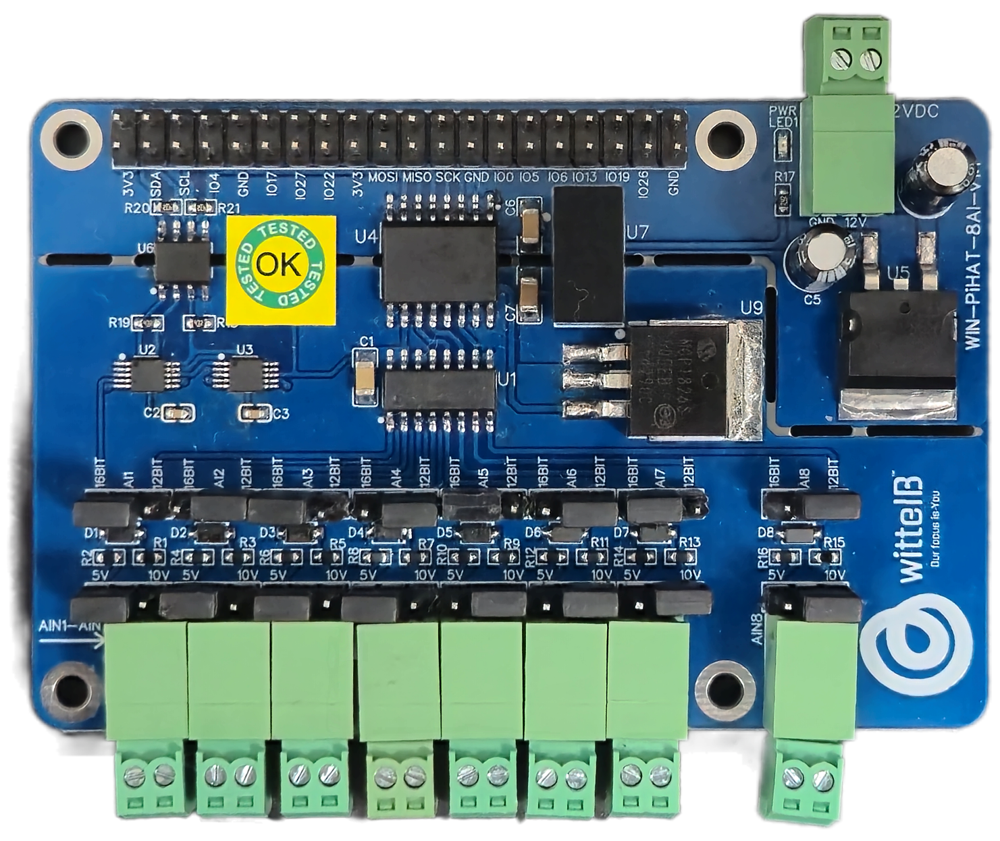 PWR
LED1
2VDC
3V3
SDA
SCL
IO4
GND
IO17
IO27
IO22
3V3
MOSI
MISO
SCK
GND
IO0
IO5
IO6
IO13
IO19
IO26
GND
R17
GND
12V
R20
R21
U6
TESTED TESTED TESTED
OK
U4
C6
U7
C7
C5
U5
WIN-PIHAT-8AI-V1.
R19
U2
U3
C1
U1
U9
MCP1824S
C2
C3
16BIT
AI1
12BIT
16BIT
AI2
12BIT
16BIT
AI3
12BIT
16BIT
AI4
12BIT
16BIT
AI5
12BIT
16BIT
AI6
12BIT
16BIT
AI7
12BIT
16BIT
AI8
12BIT
D1
D2
D3
D4
D5
D6
D7
D8
R2
R1
R4
R3
R6
R5
R8
R7
R10
R9
R12
R11
R14
R13
R16
R15
5V
10V
5V
10V
5V
10V
5V
10V
5V
10V
5V
10V
5V
10V
5V
10V
AIN1-AIN
AIN8
wittelB™
Our focus is-You